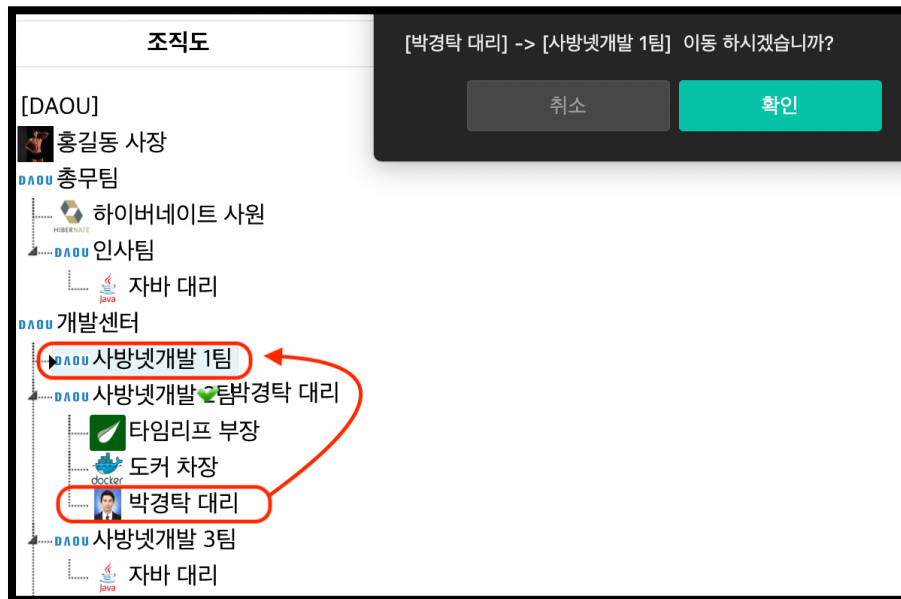 조직도
[박경탁 대리] -> [사방넷개발 1팀] 이동 하시겠습니까?
취소
확인
[DAOU]
홍길동 사장
DAOU 총무팀
HIBERNATE 하이버네이트 사원
DAOU 인사팀
Java 자바 대리
DAOU 개발센터
DAOU 사방넷개발 1팀
DAOU 사방넷개발 2팀 박경탁 대리
타임리프 부장
docker 도커 차장
박경탁 대리
DAOU 사방넷개발 3팀
Java 자바 대리